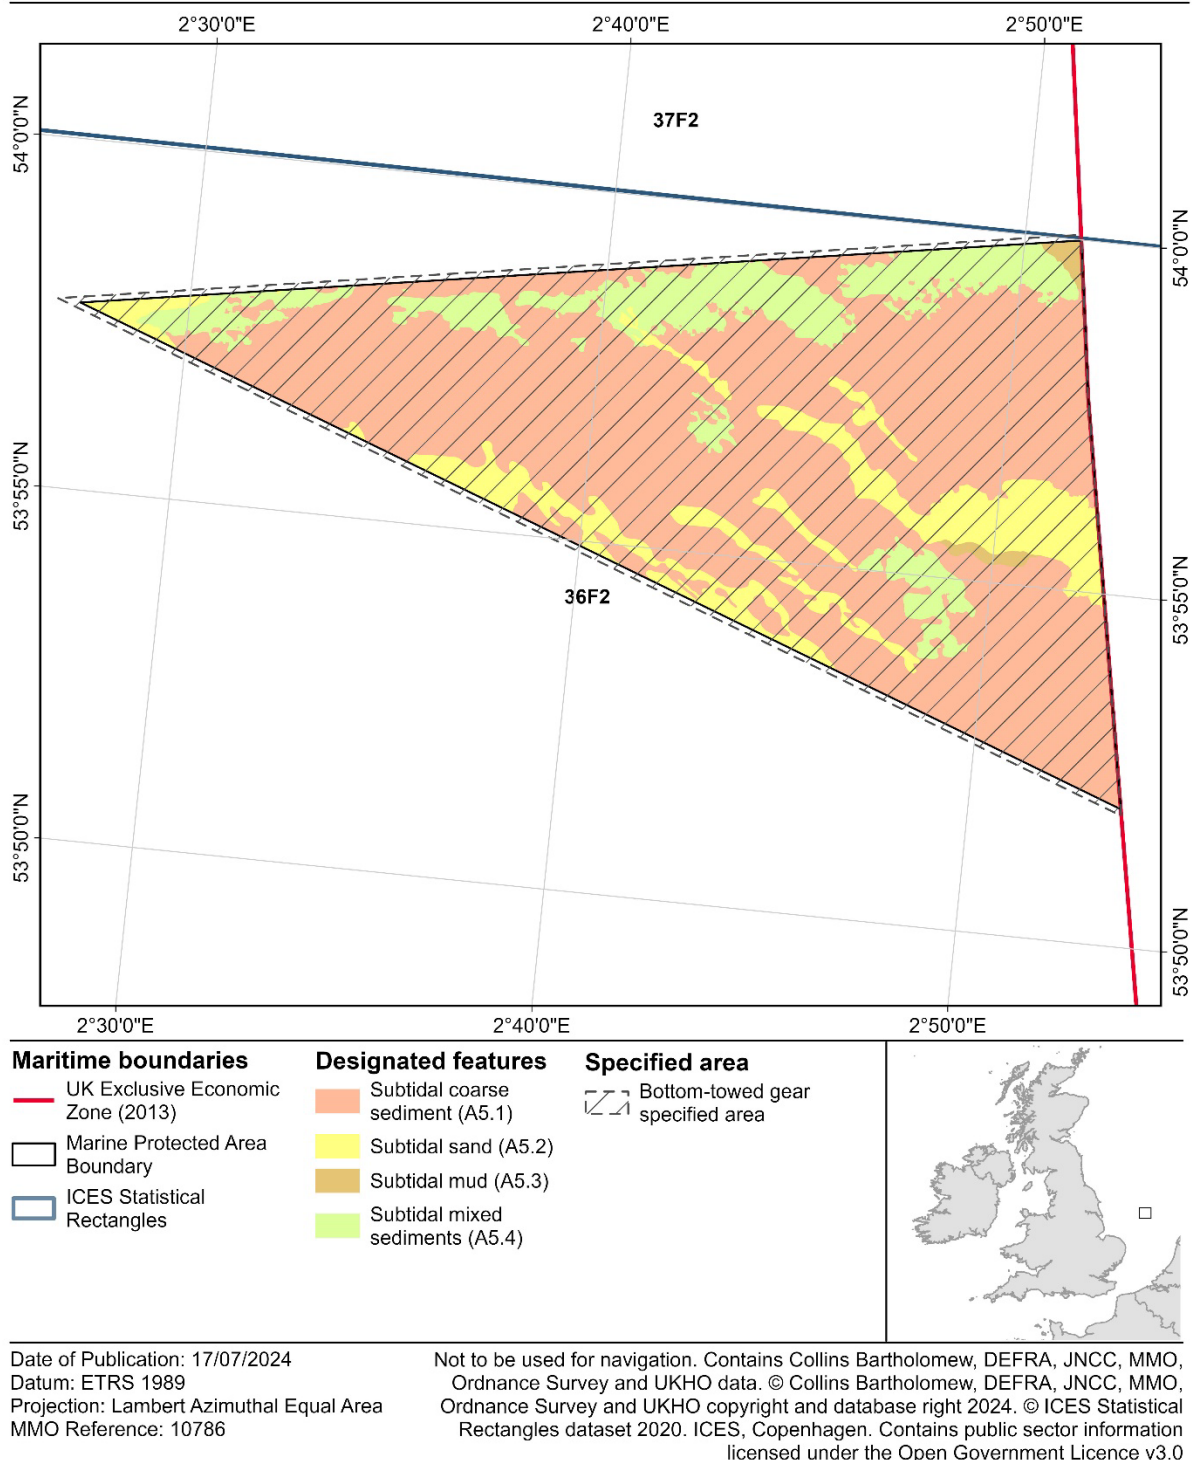 2°30'0"E
2°40'0"E
2°50'0"E
54°0'0"N
37F2
54°0'0"N
53°55'0"N
36F2
53°55'0"N
53°50'0"N
53°50'0"N
2°30'0"E
2°40'0"E
2°50'0"E
Maritime boundaries
UK Exclusive Economic
Zone (2013)
Marine Protected Area
Boundary
ICES Statistical
Rectangles
Designated features
Subtidal coarse
sediment (A5.1)
Subtidal sand (A5.2)
Subtidal mud (A5.3)
Subtidal mixed
sediments (A5.4)
Specified area
Bottom-towed gear
specified area
Date of Publication: 17/07/2024
Datum: ETRS 1989
Projection: Lambert Azimuthal Equal Area
MMO Reference: 10786
Not to be used for navigation. Contains Collins Bartholomew, DEFRA, JNCC, MMO,
Ordnance Survey and UKHO data. © Collins Bartholomew, DEFRA, JNCC, MMO,
Ordnance Survey and UKHO copyright and database right 2024. © ICES Statistical
Rectangles dataset 2020. ICES, Copenhagen. Contains public sector information
licensed under the Open Government Licence v3.0